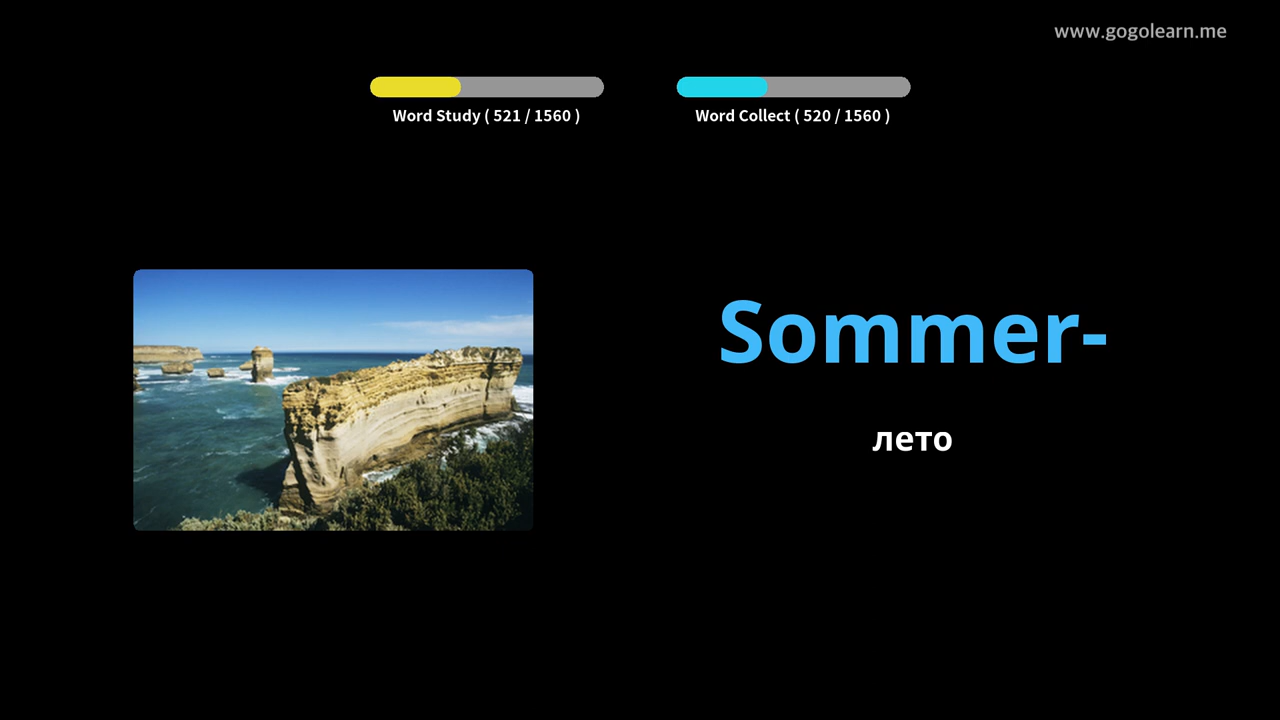 www.gogolearn.me
Word Study ( 521 / 1560 )
Word Collect ( 520 / 1560 )
Sommer-
лето